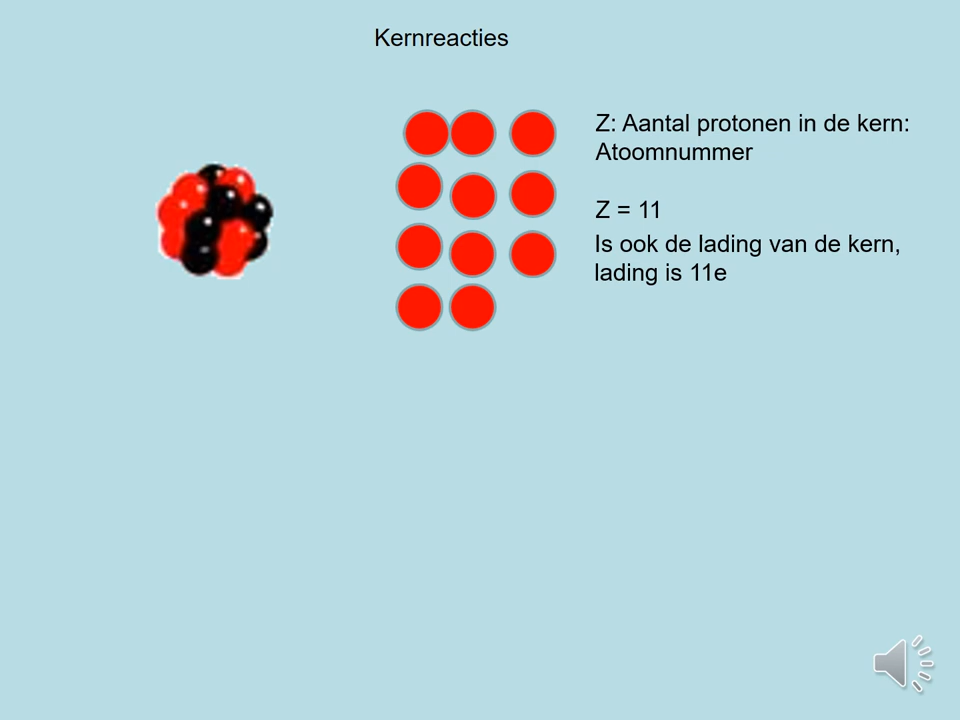 Kernreacties
Z: Aantal protonen in de kern:
Atoomnummer
Z = 11
Is ook de lading van de kern,
lading is 11e